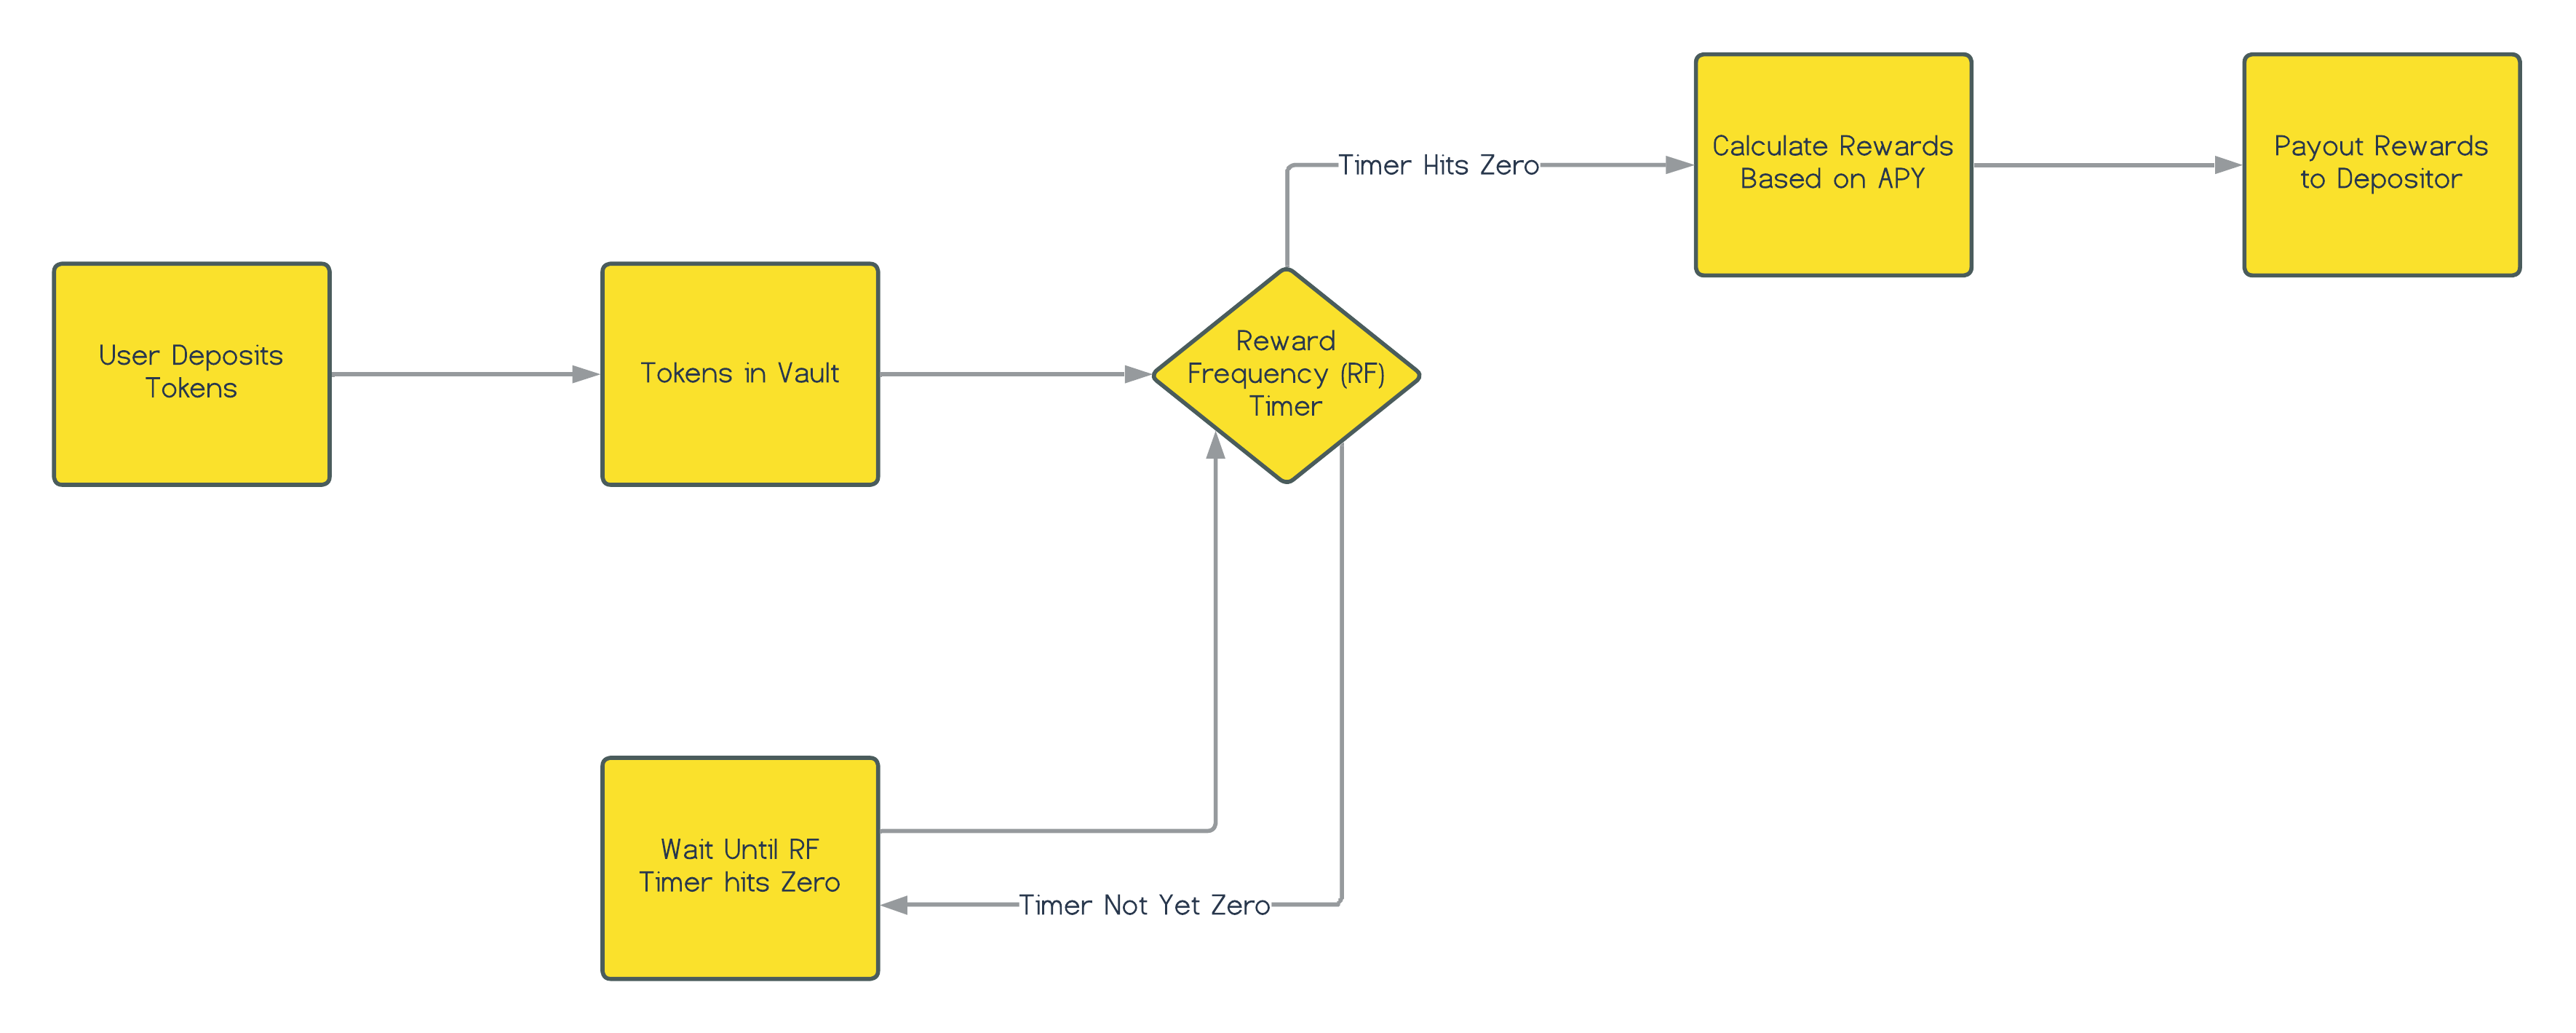 User Deposits
Tokens
Tokens in Vault
Reward
Frequency (RF)
Timer
Timer Hits Zero
Calculate Rewards
Based on APY
Payout Rewards
to Depositor
Timer Not Yet Zero
Wait Until RF
Timer hits Zero